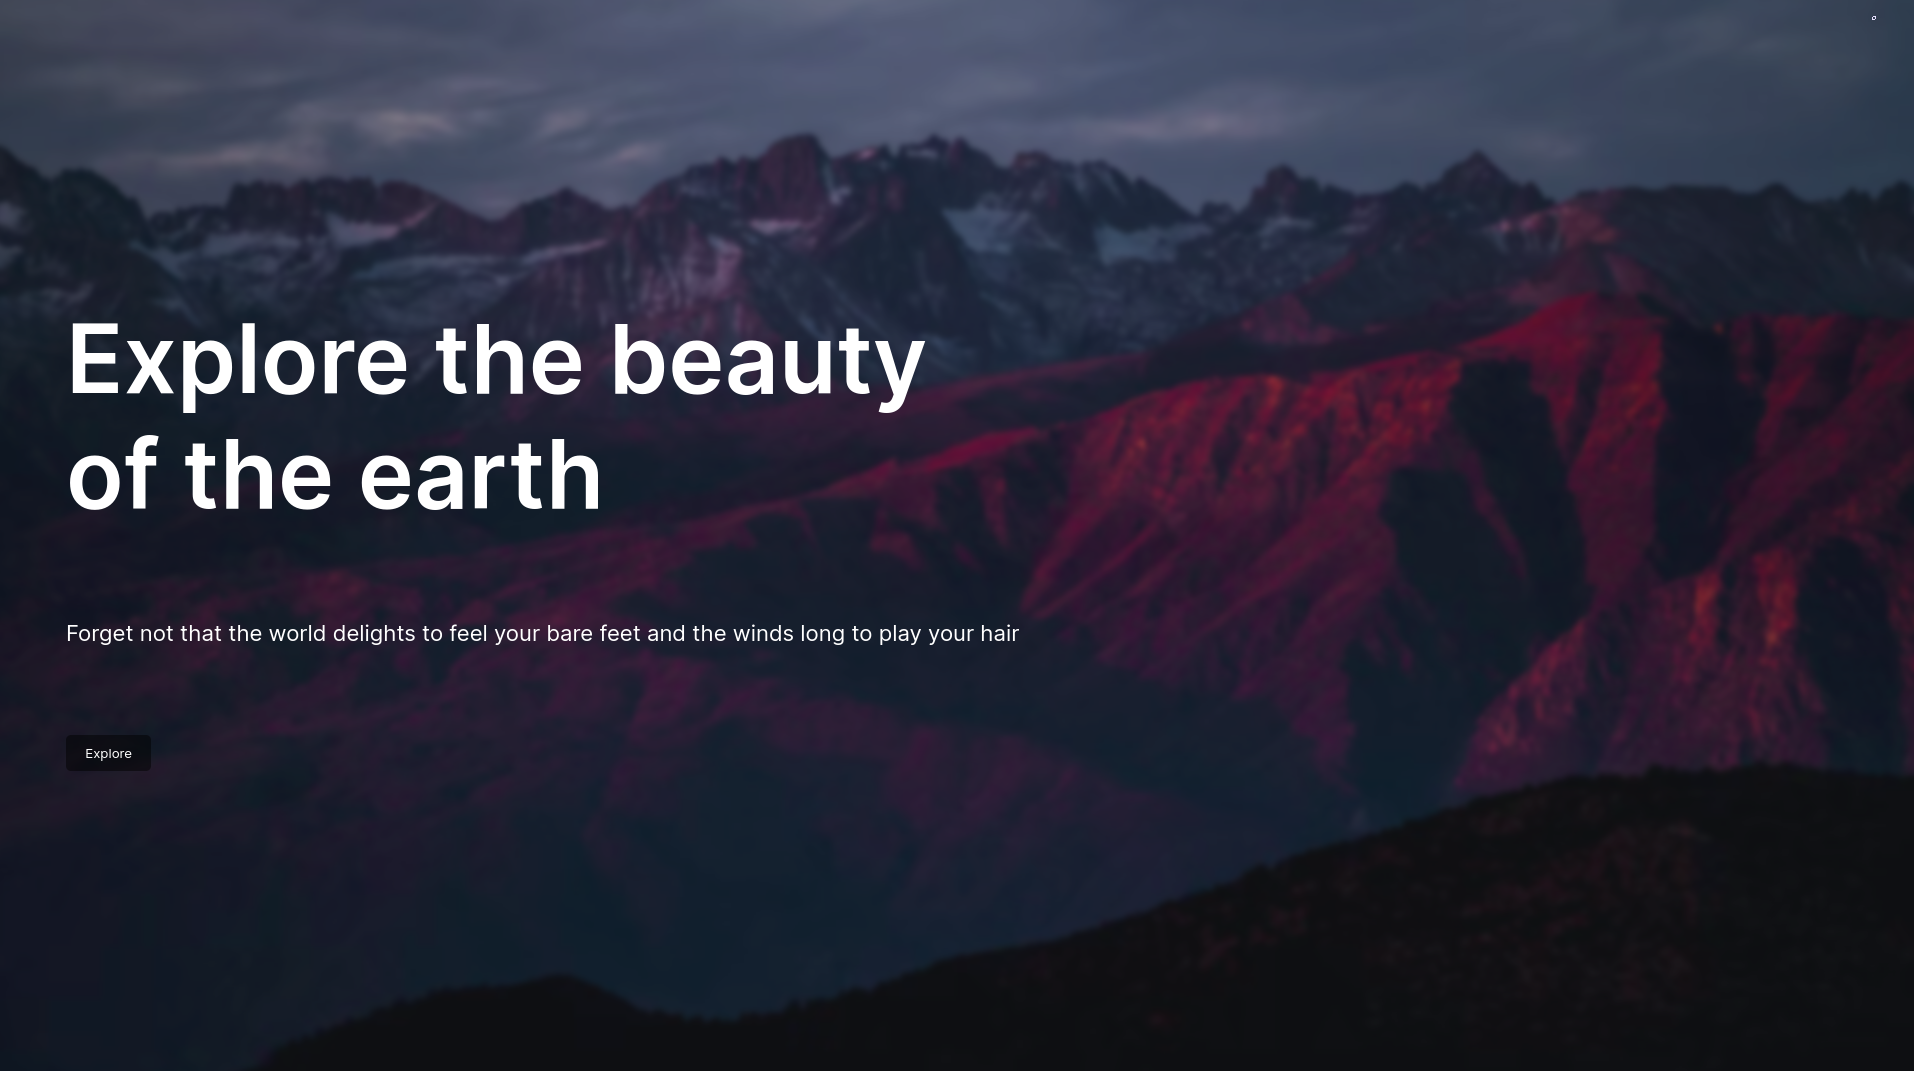 Explore the beauty
of the earth
Forget not that the world delights to feel your bare feet and the winds long to play your hair
Explore